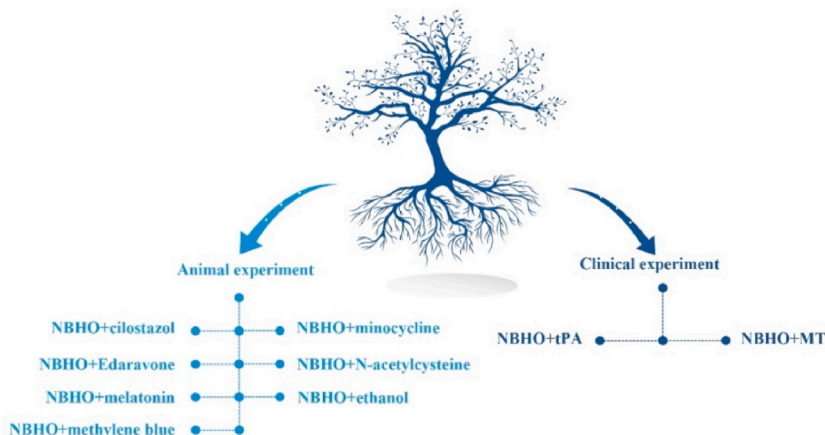 Animal experiment
NBHO+cilostazol
NBHO+minocycline
NBHO+Edaravone
NBHO+N-acetylcysteine
NBHO+melatonin
NBHO+ethanol
NBHO+methylene blue
Clinical experiment
NBHO+tPA
NBHO+MT